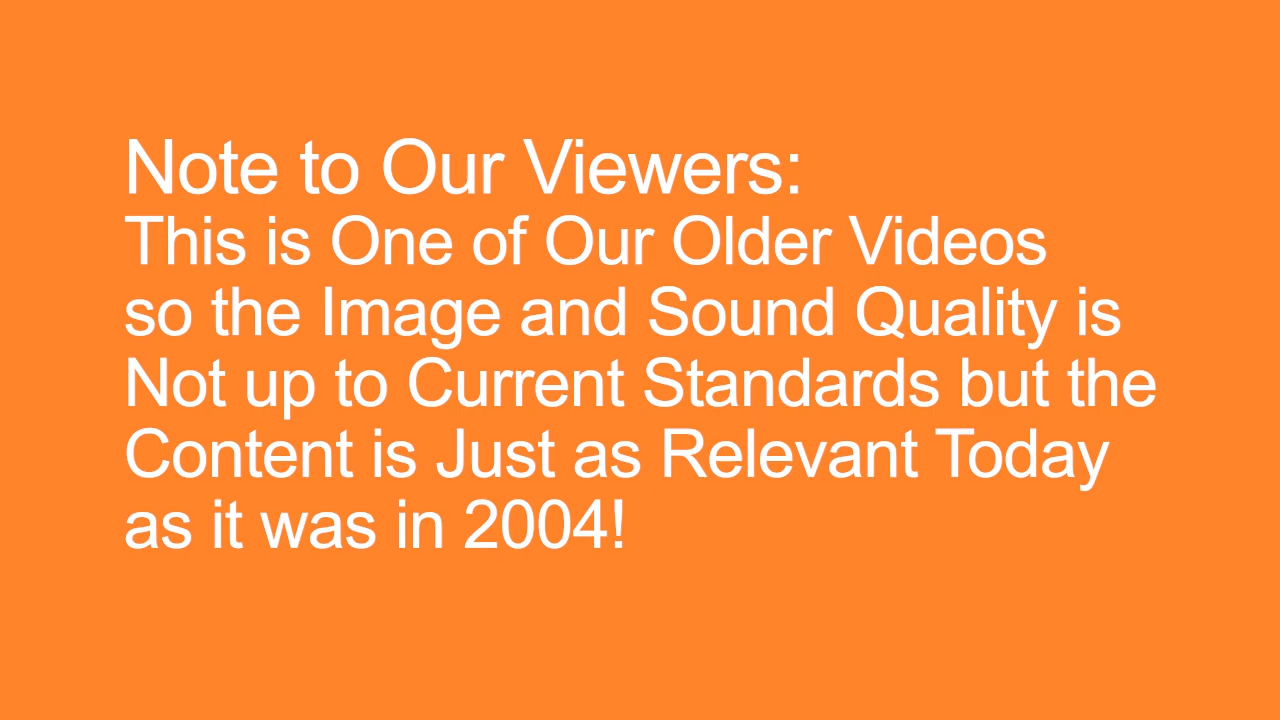 Note to Our Viewers:
This is One of Our Older Videos
so the Image and Sound Quality is
Not up to Current Standards but the
Content is Just as Relevant Today
as it was in 2004!